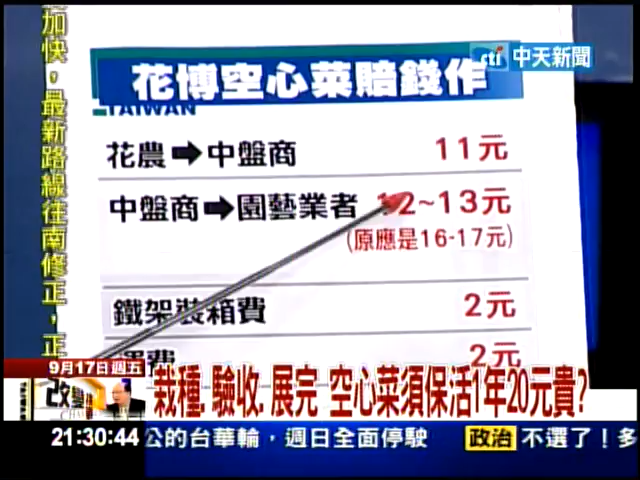 加快，最新路線往南修正，正
cti 中天新聞
花博空心菜賠錢作
TAIWAN
花農➡中盤商 11元
中盤商➡園藝業者 12~13元
(原應是16-17元)
鐵架裝箱費 2元
運費 2元
9月17日週五
栽種.驗收.展完 空心菜須保活1年20元貴?
改變
21:30:44 公的台華輪，週日全面停駛 政治 不選了！多